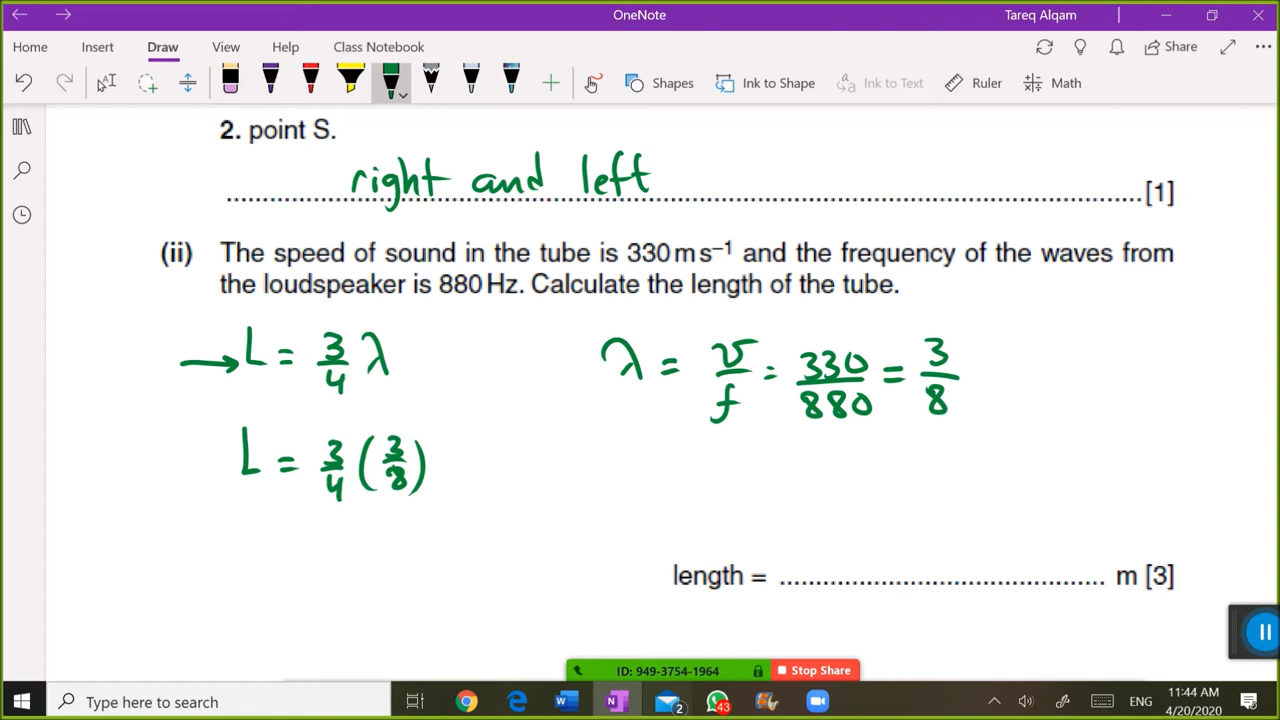 OneNote
Tareq Alqam
Home Insert Draw View Help Class Notebook
Share
Shapes Ink to Shape Ink to Text Ruler Math
2. point S.
right and left
.......................................................................................................................... [1]
(ii) The speed of sound in the tube is 330 m s⁻¹ and the frequency of the waves from
the loudspeaker is 880 Hz. Calculate the length of the tube.
L = 3/4 λ
λ = v/f = 330/880 = 3/8
L = 3/4 (3/8)
length = ............................................. m [3]
ID: 949-3754-1964 Stop Share
Type here to search
2
43
ENG
11:44 AM
4/20/2020